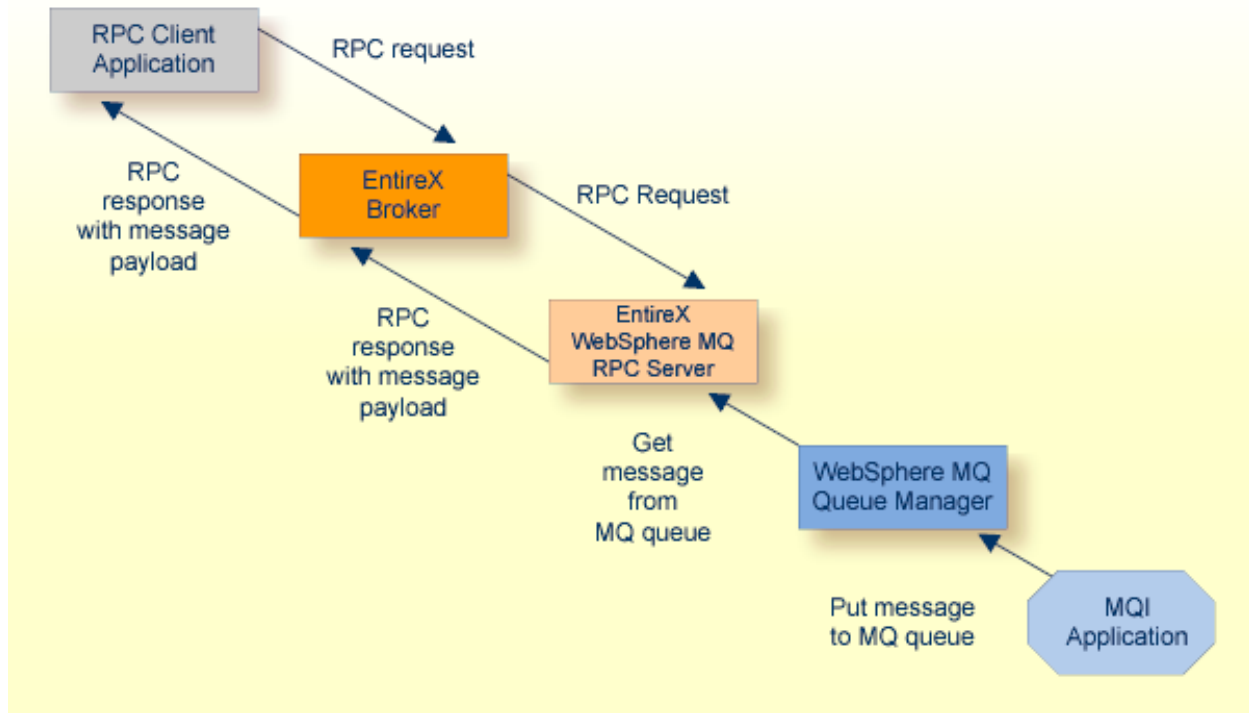 RPC Client
Application
RPC request
RPC
response
with message
payload
EntireX
Broker
RPC Request
RPC
response
with message
payload
EntireX
WebSphere MQ
RPC Server
Get
message
from
MQ queue
WebSphere MQ
Queue Manager
Put message
to MQ queue
MQI
Application